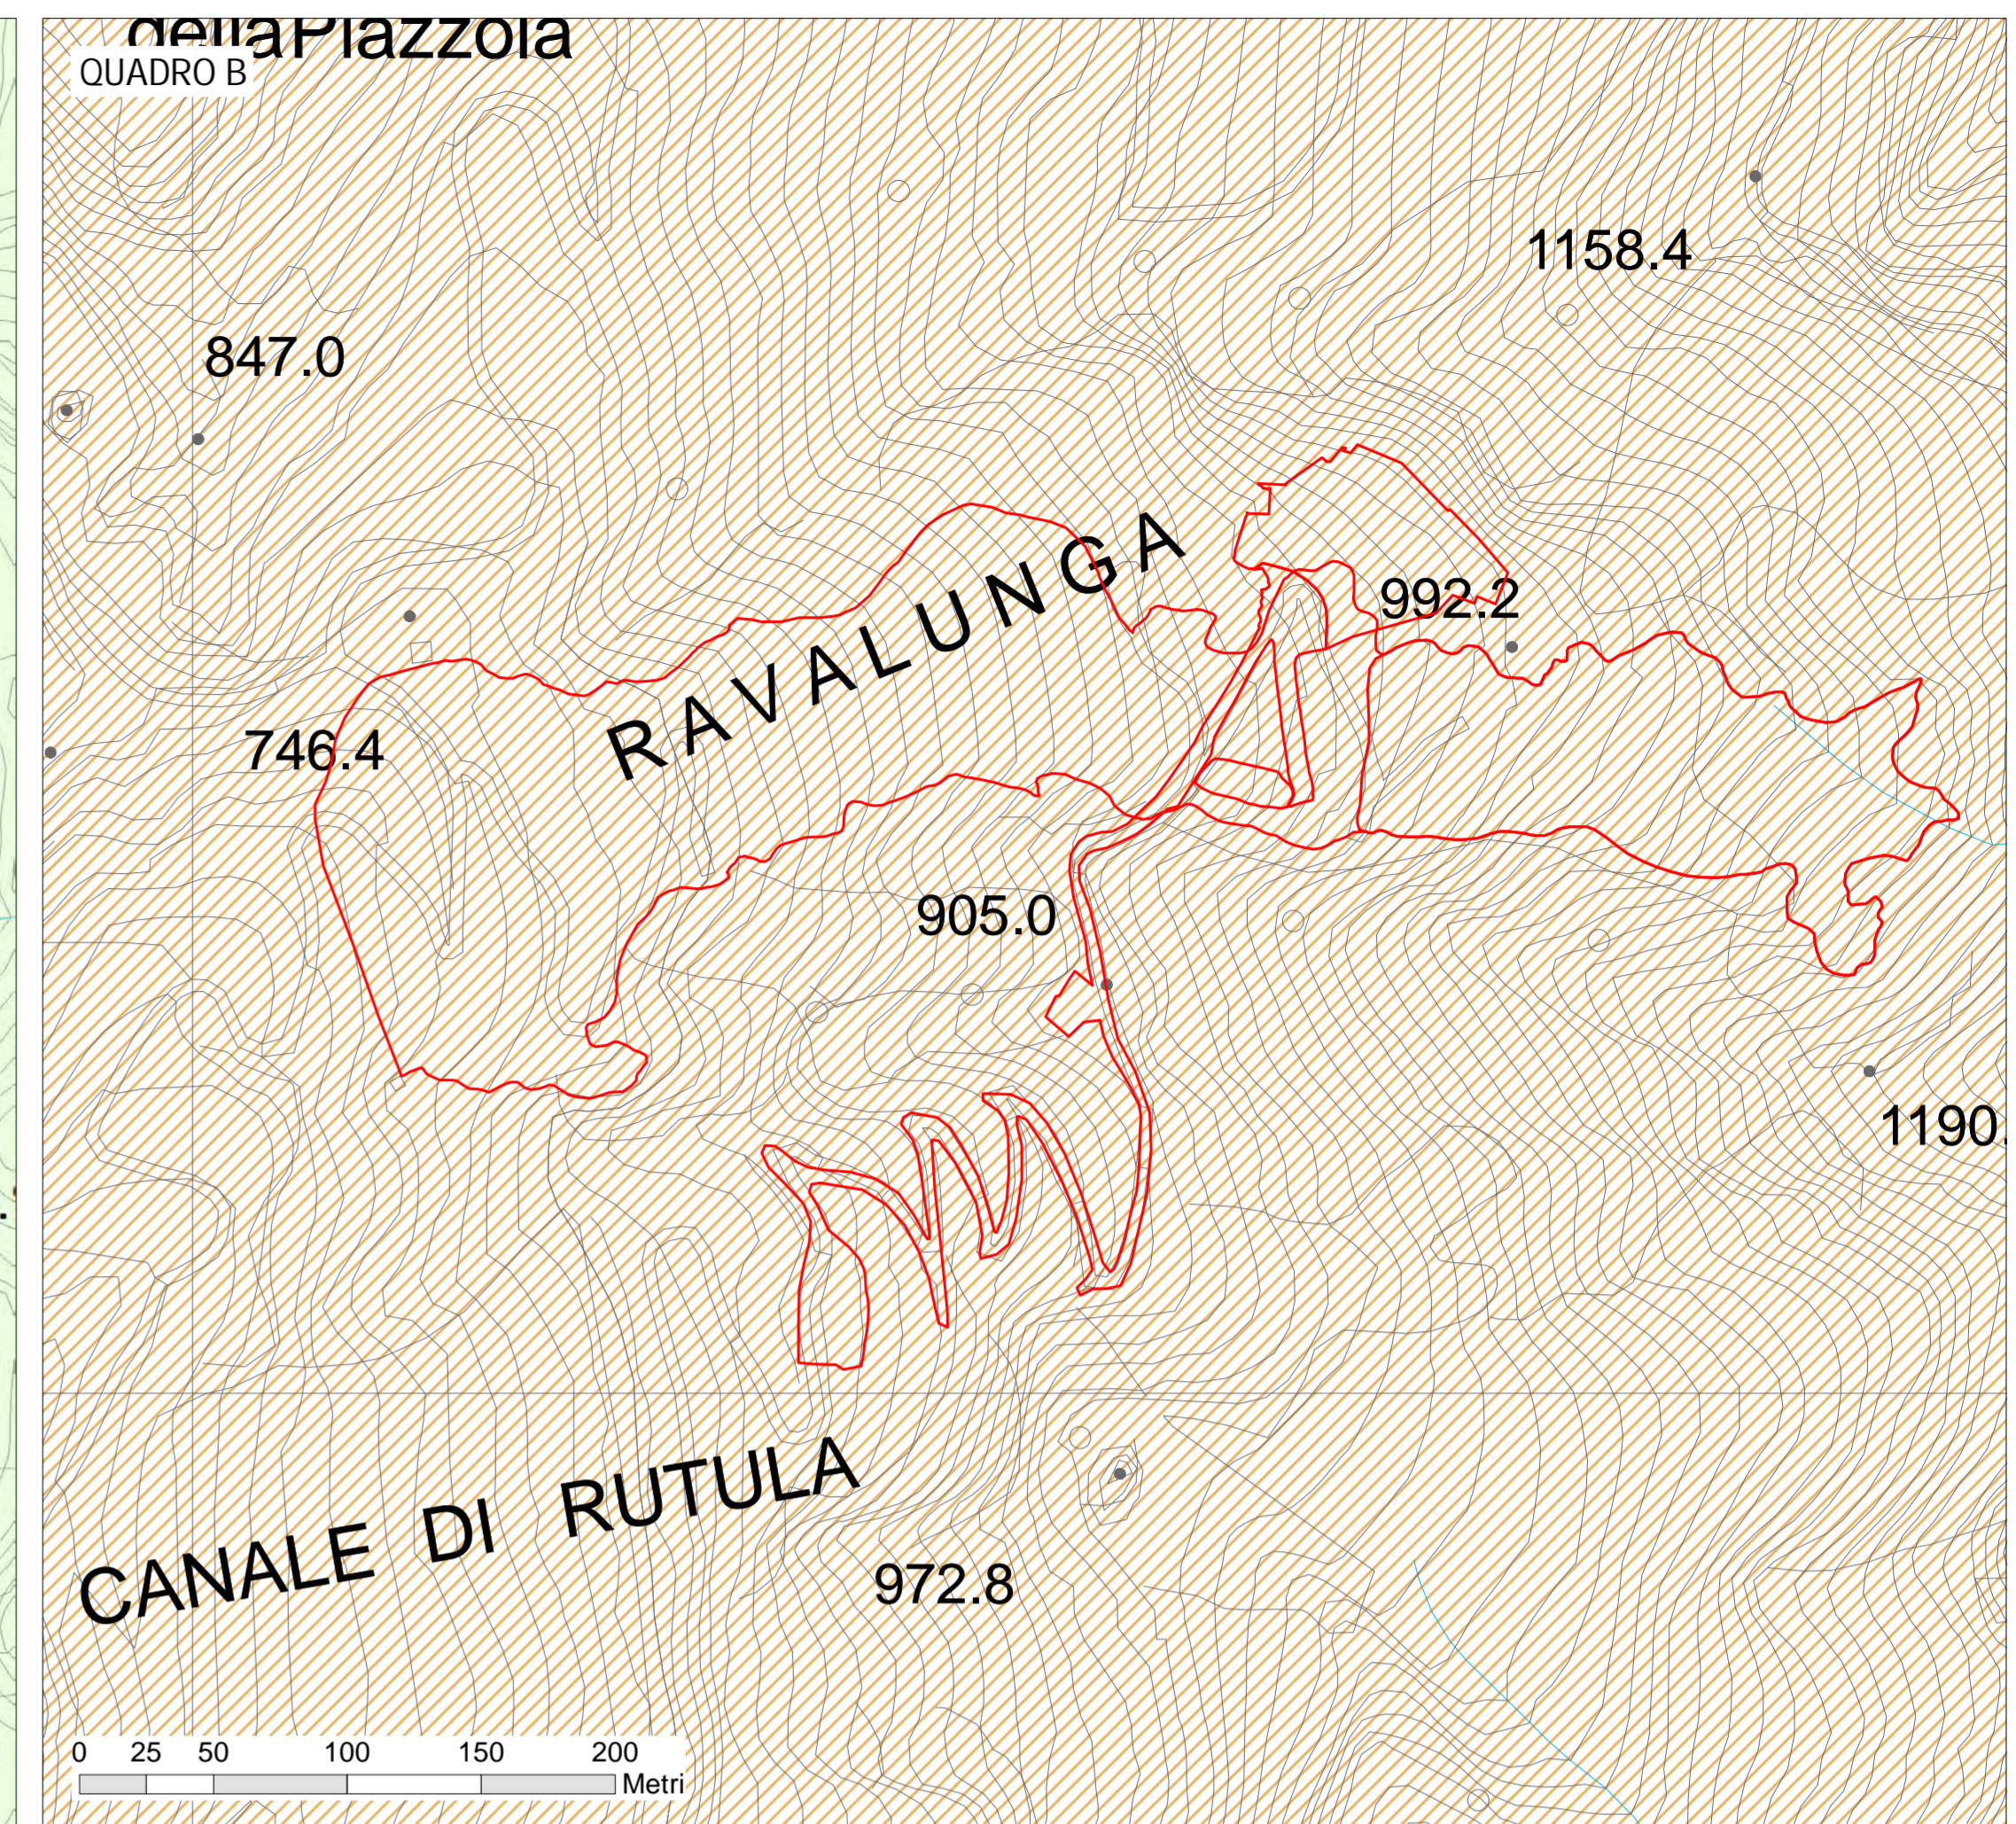 dellaPiazzola
QUADRO B
1158.4
847.0
992.2
RAVALUNGA
746.4
905.0
1190.
CANALE DI RUTULA
972.8
0 25 50 100 150 200
Metri